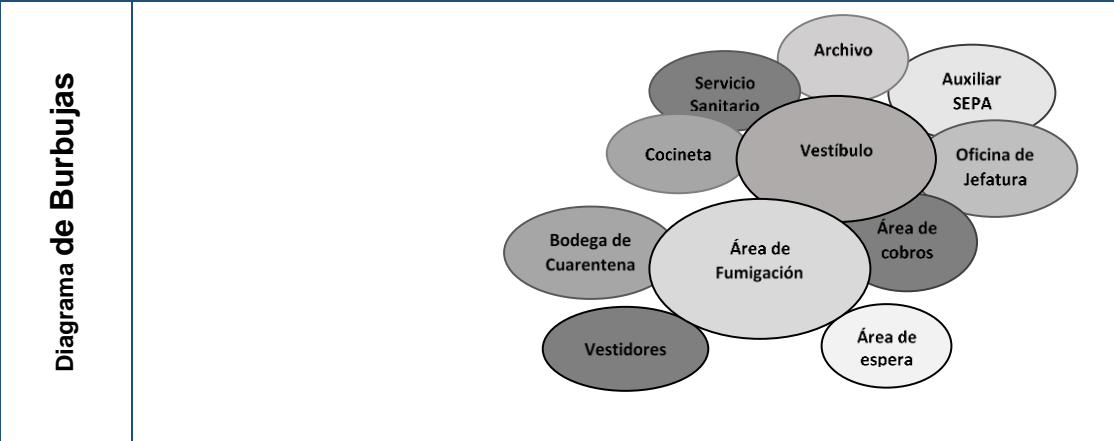 Diagrama de Burbujas
Archivo
Servicio
Sanitario
Auxiliar
SEPA
Cocineta
Vestíbulo
Oficina de
Jefatura
Bodega de
Cuarentena
Área de
Fumigación
Área de
cobros
Vestidores
Área de
espera